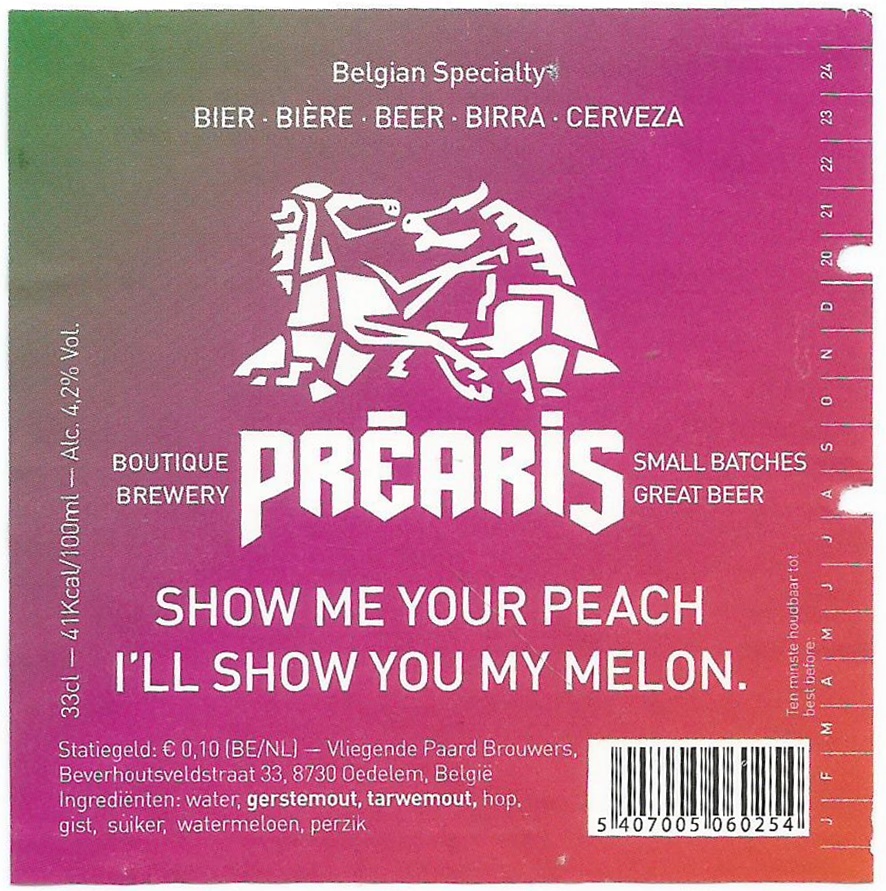 Belgian Specialty
BIER · BIÈRE · BEER · BIRRA · CERVEZA
33cl — 41Kcal/100ml — Alc. 4,2% Vol.
BOUTIQUE
BREWERY
PRĒARİS
SMALL BATCHES
GREAT BEER
SHOW ME YOUR PEACH
I'LL SHOW YOU MY MELON.
Statiegeld: € 0,10 (BE/NL) — Vliegende Paard Brouwers,
Beverhoutsveldstraat 33, 8730 Oedelem, België
Ingrediënten: water, gerstemout, tarwemout, hop,
gist, suiker, watermeloen, perzik
5 407005 060254
Ten minste houdbaar tot
best before:
J F M A M J J A S O N D 20 21 22 23 24